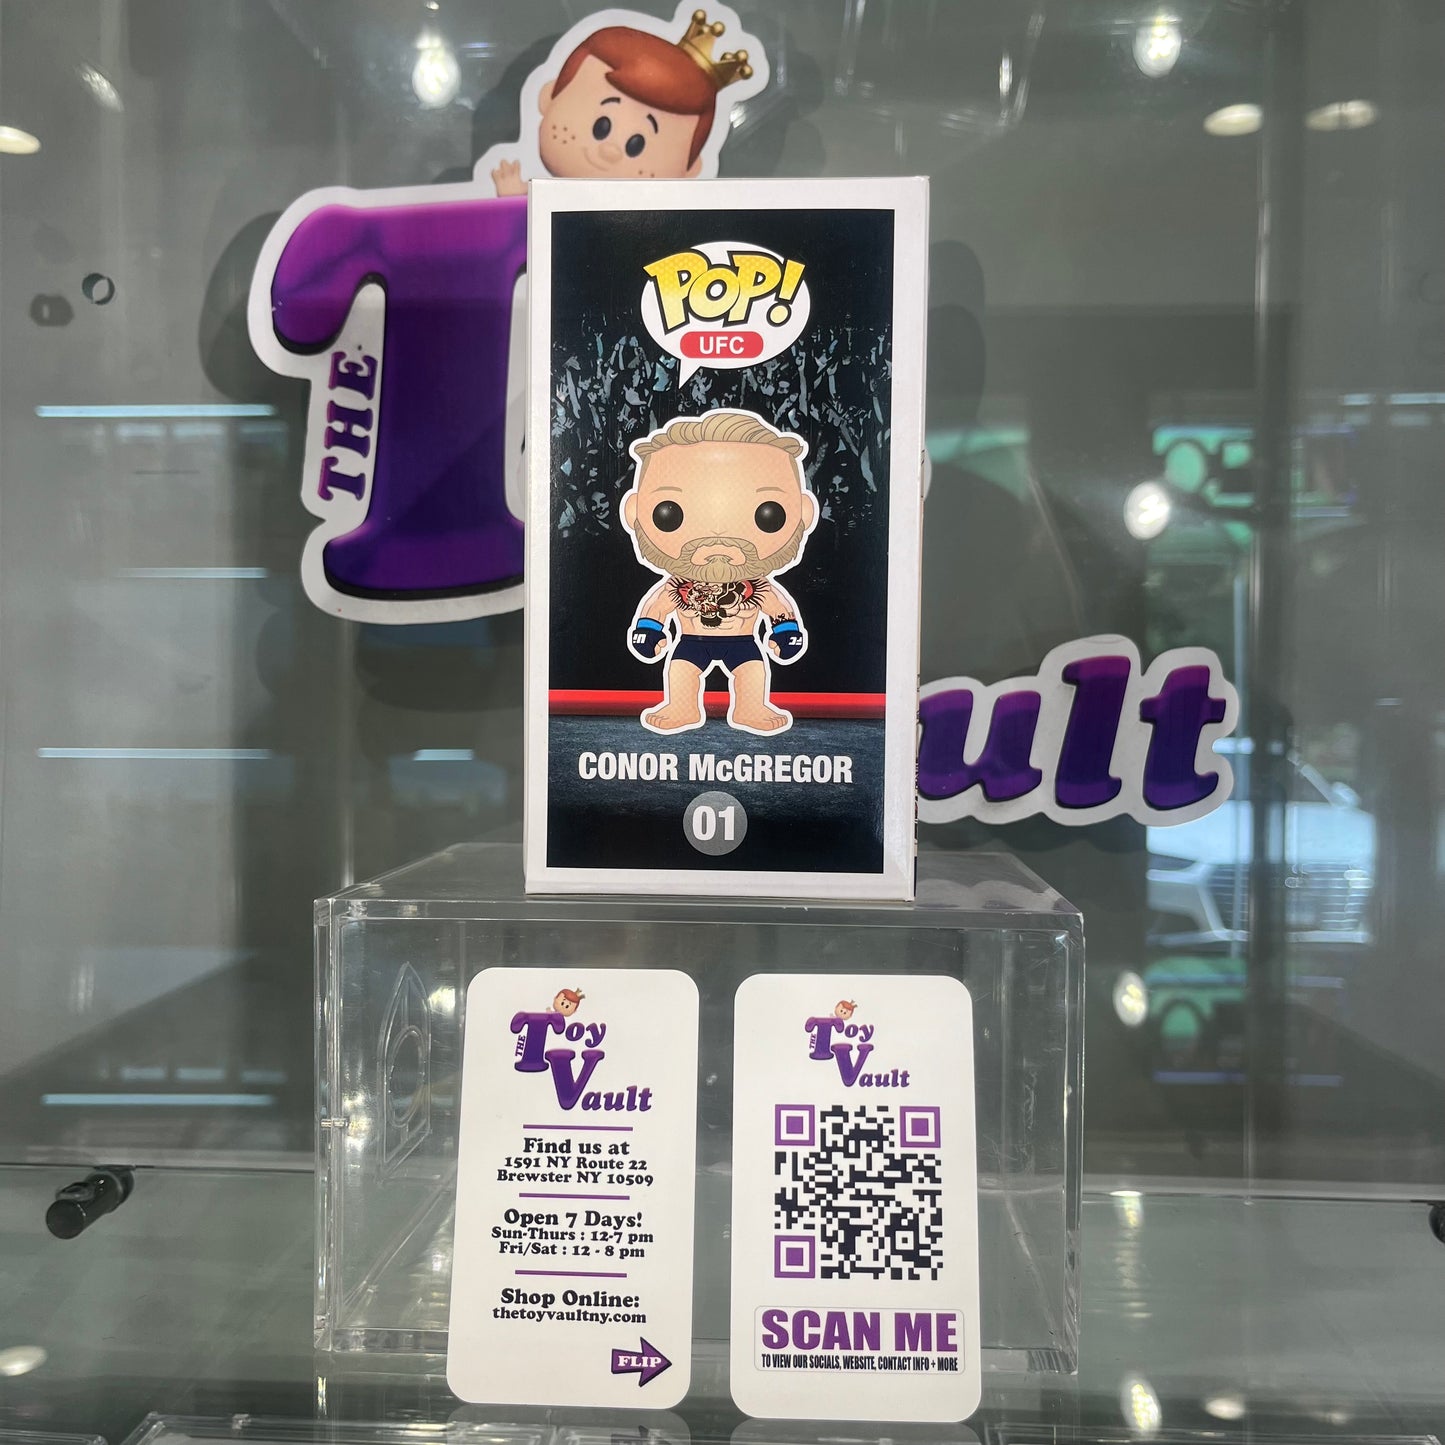 THE
T
ault
POP!
UFC
CONOR McGREGOR
01
THE Toy
Vault
Find us at
1591 NY Route 22
Brewster NY 10509
Open 7 Days!
Sun-Thurs : 12-7 pm
Fri/Sat : 12 - 8 pm
Shop Online:
thetoyvaultny.com
FLIP
THE Toy
Vault
SCAN ME
TO VIEW OUR SOCIALS, WEBSITE, CONTACT INFO + MORE